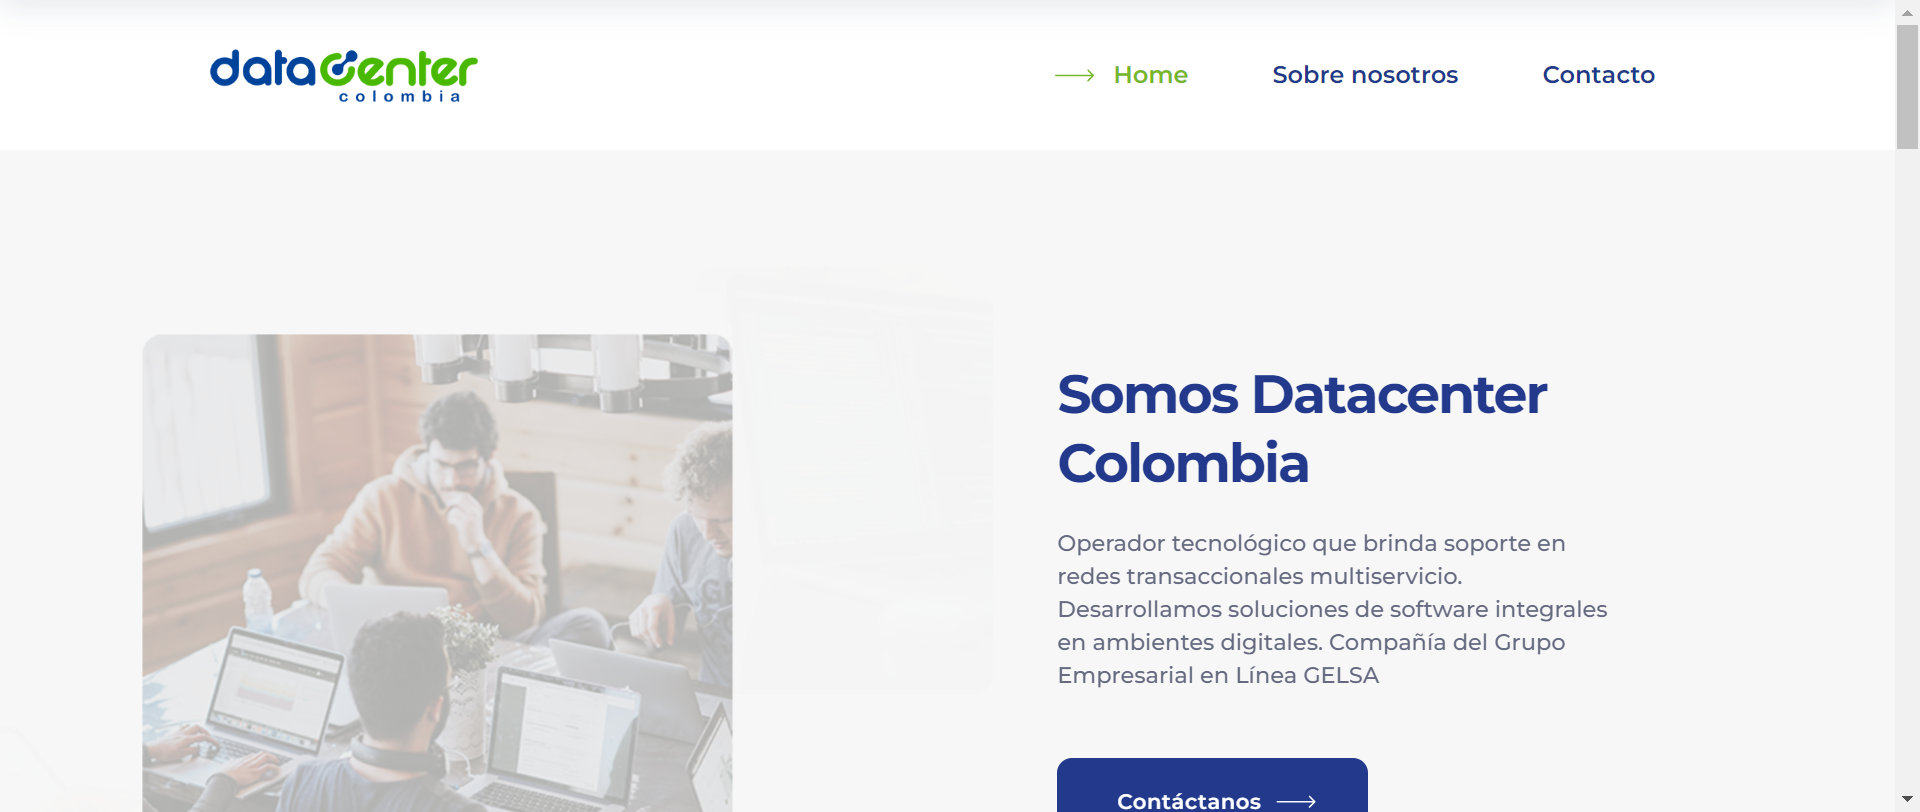 datacenter
colombia
Home
Sobre nosotros
Contacto
Somos Datacenter
Colombia
Operador tecnológico que brinda soporte en
redes transaccionales multiservicio.
Desarrollamos soluciones de software integrales
en ambientes digitales. Compañía del Grupo
Empresarial en Línea GELSA
Contáctanos